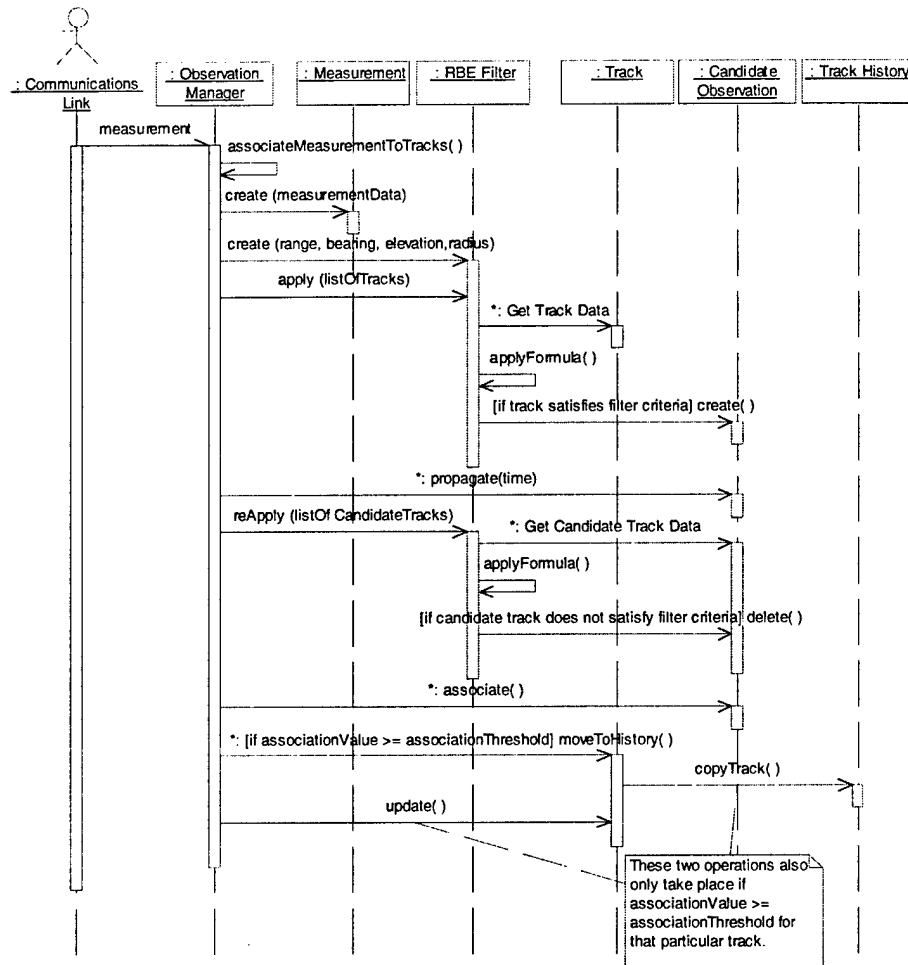 : Communications
Link
: Observation
Manager
: Measurement
: RBE Filter
: Track
: Candidate
Observation
: Track History
measurement
associateMeasurementToTracks( )
create (measurementData)
create (range, bearing, elevation,radius)
apply (listOfTracks)
*: Get Track Data
applyFormula( )
[if track satisfies filter criteria] create( )
*: propagate(time)
reApply (listOf CandidateTracks)
*: Get Candidate Track Data
applyFormula( )
[if candidate track does not satisfy filter criteria] delete( )
*: associate( )
*: [if associationValue >= associationThreshold] moveToHistory( )
copyTrack( )
update( )
These two operations also
only take place if
associationValue >=
associationThreshold for
that particular track.